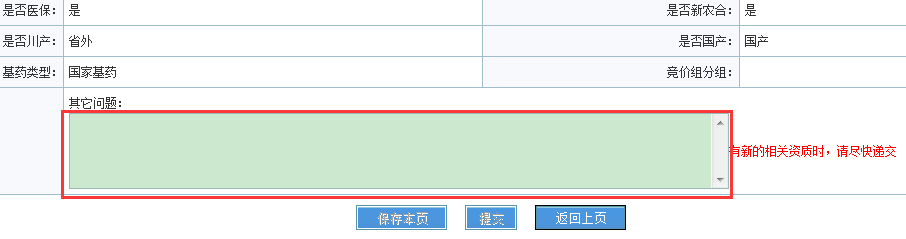 是否医保： 是 是否新农合： 是
是否川产： 省外 是否国产： 国产
基药类型： 国家基药 竞价组分组：
其它问题：
有新的相关资质时，请尽快递交
保存本页 提交 返回上页